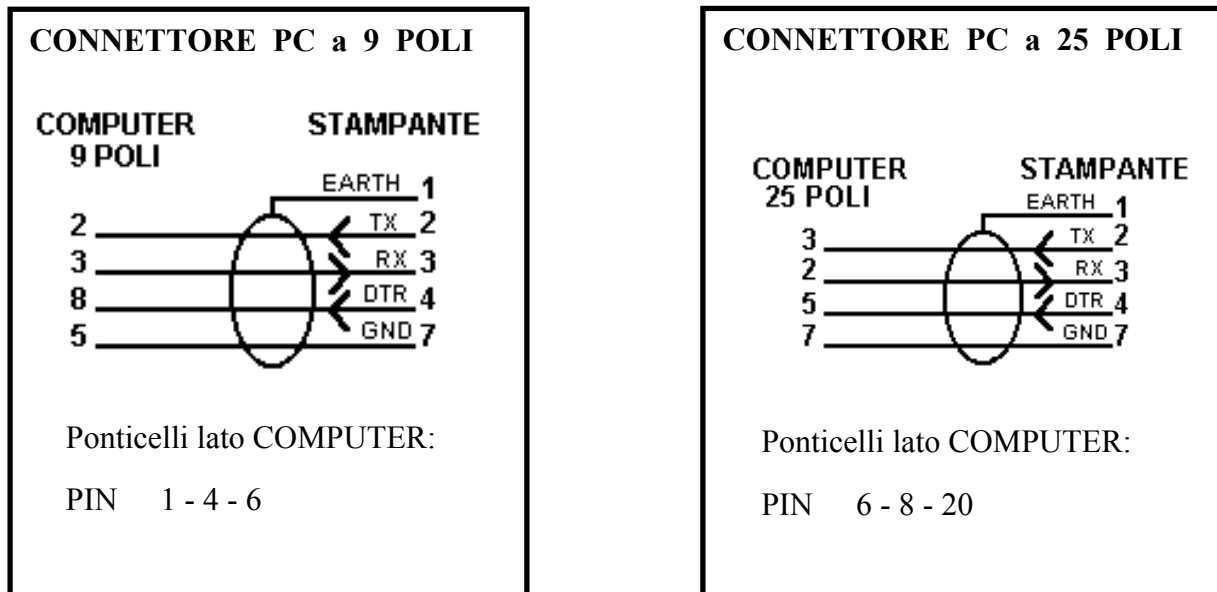 CONNETTORE PC a 9 POLI
COMPUTER STAMPANTE
9 POLI
EARTH 1
2 TX 2
3 RX 3
8 DTR 4
5 GND 7
Ponticelli lato COMPUTER:
PIN 1 - 4 - 6
CONNETTORE PC a 25 POLI
COMPUTER STAMPANTE
25 POLI
EARTH 1
3 TX 2
2 RX 3
5 DTR 4
7 GND 7
Ponticelli lato COMPUTER:
PIN 6 - 8 - 20